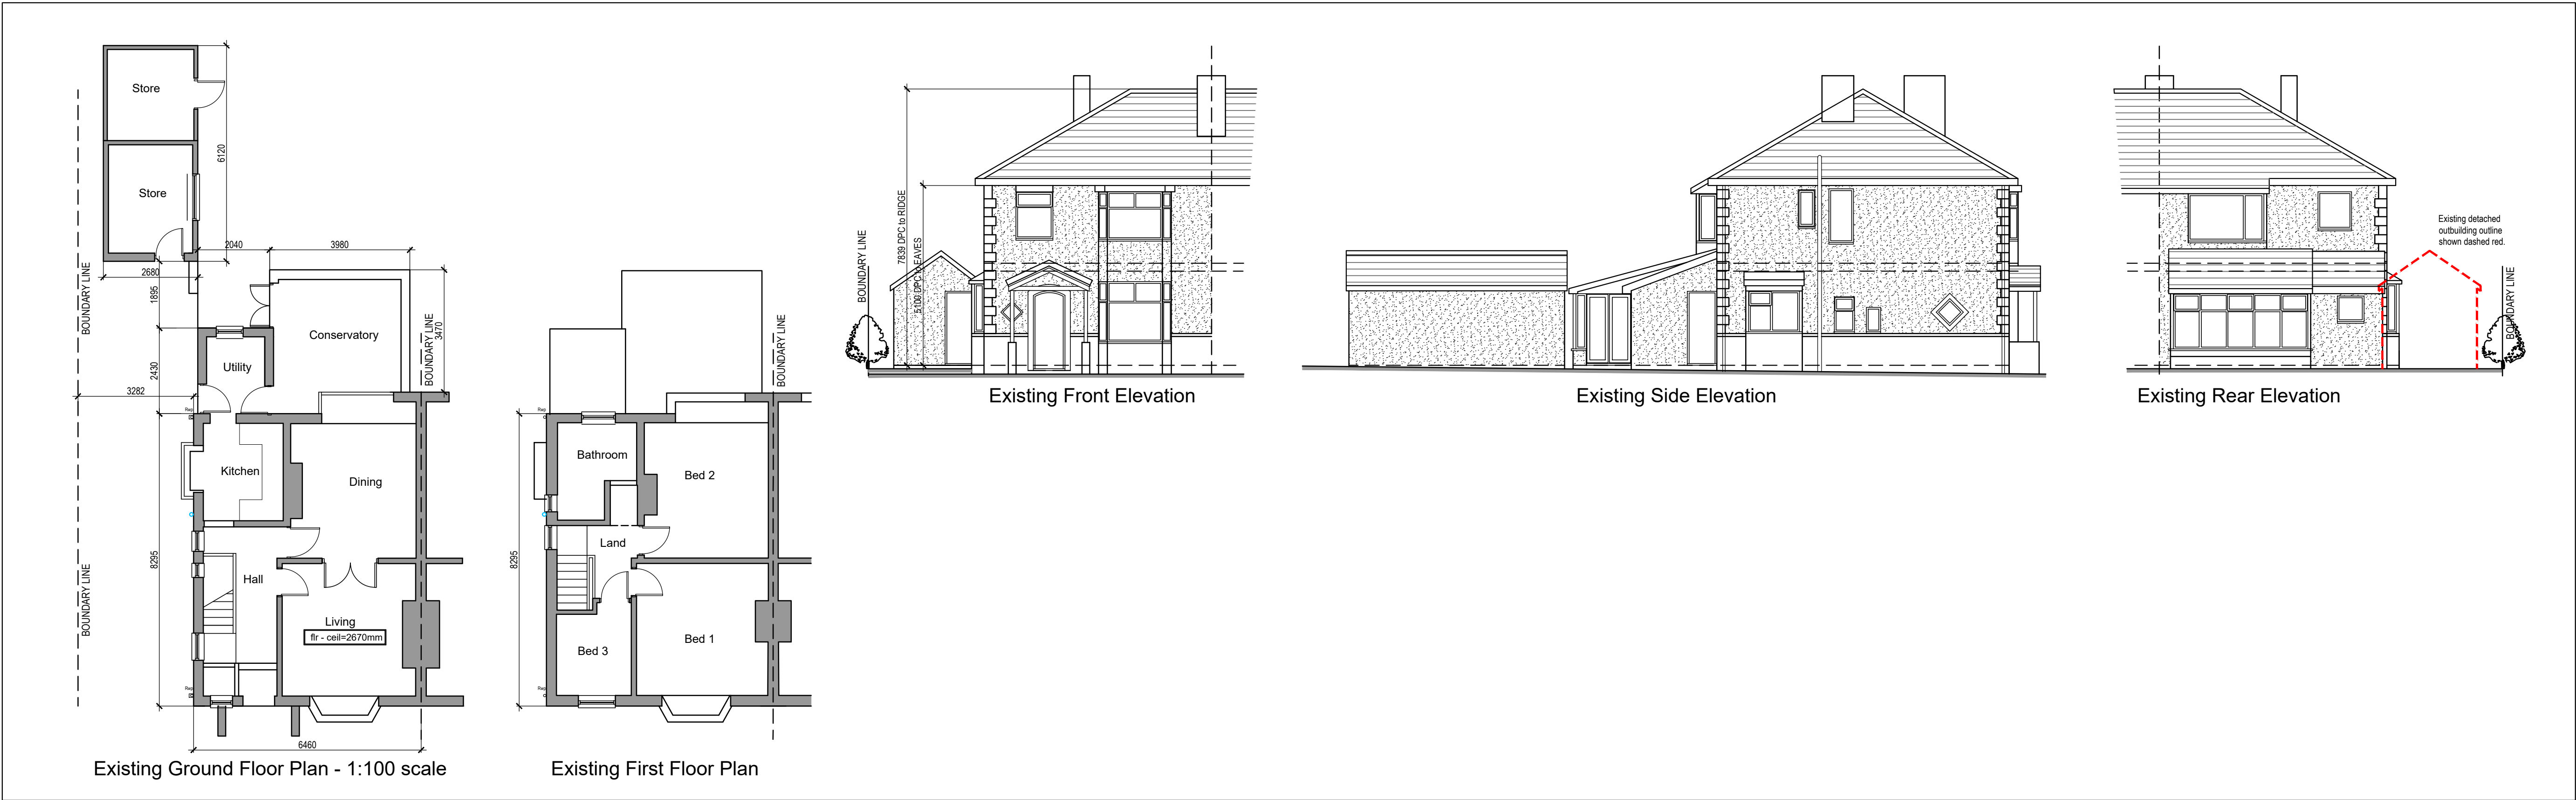 Store
Store
6120
2040
3980
2680
1895
BOUNDARY LINE
Conservatory
BOUNDARY LINE
3470
Utility
2430
3282
Rwp
Kitchen
Dining
BOUNDARY LINE
8295
Hall
Living
flr - ceil=2670mm
Rwp
6460
Existing Ground Floor Plan - 1:100 scale
BOUNDARY LINE
Rwp
Bathroom
Bed 2
Land
8295
Bed 3
Bed 1
Rwp
Existing First Floor Plan
BOUNDARY LINE
7839 DPC to RIDGE
5100 DPC to EAVES
Existing Front Elevation
Existing Side Elevation
Existing detached
outbuilding outline
shown dashed red.
BOUNDARY LINE
Existing Rear Elevation